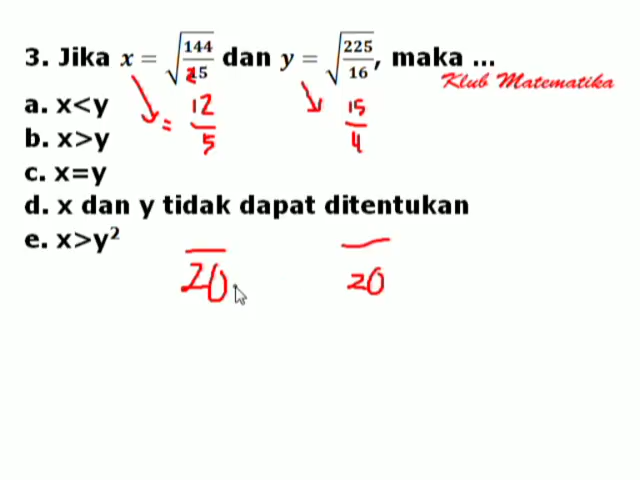 3. Jika x = √144/25 dan y = √225/16, maka ...
Klub Matematika
a. x<y
= 12/5 15/4
b. x>y
c. x=y
d. x dan y tidak dapat ditentukan
e. x>y²
20 20